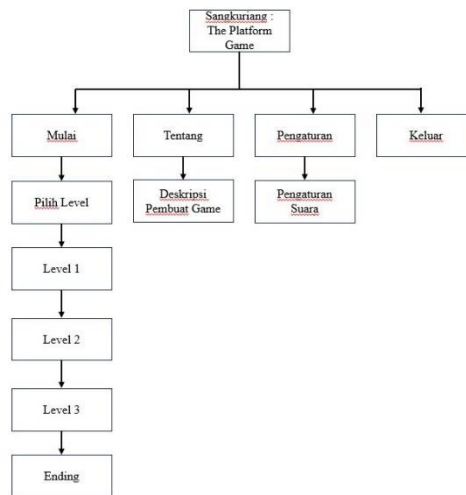 Sangkuriang :
The Platform
Game
Mulai
Tentang
Pengaturan
Keluar
Pilih Level
Deskripsi
Pembuat Game
Pengaturan
Suara
Level 1
Level 2
Level 3
Ending